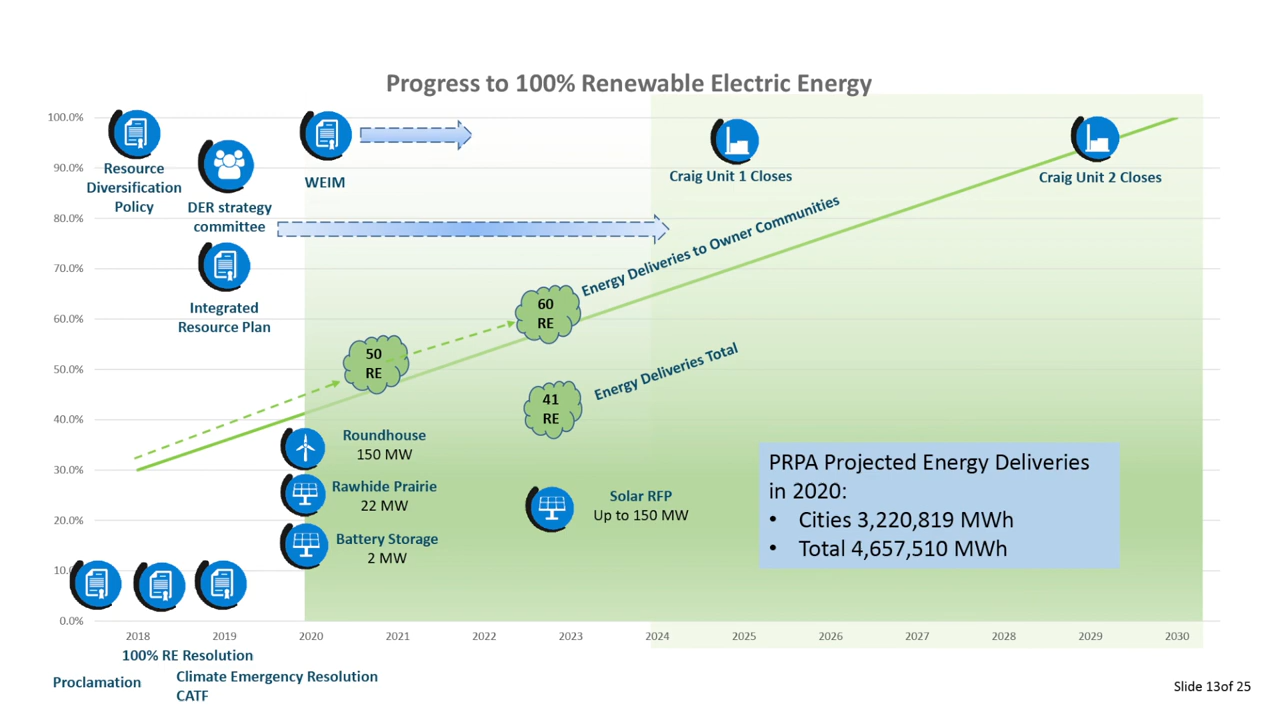 Progress to 100% Renewable Electric Energy
100.0%
90.0%
80.0%
70.0%
60.0%
50.0%
40.0%
30.0%
20.0%
10.0
0.0%
Resource
Diversification
Policy
DER strategy
committee
Integrated
Resource Plan
WEIM
Craig Unit 1 Closes
Craig Unit 2 Closes
Energy Deliveries to Owner Communities
60
RE
50
RE
Energy Deliveries Total
41
RE
Roundhouse
150 MW
Rawhide Prairie
22 MW
Battery Storage
2 MW
Solar RFP
Up to 150 MW
PRPA Projected Energy Deliveries
in 2020:
• Cities 3,220,819 MWh
• Total 4,657,510 MWh
2018 2019 2020 2021 2022 2023 2024 2025 2026 2027 2028 2029 2030
100% RE Resolution
Proclamation
Climate Emergency Resolution
CATF
Slide 13of 25